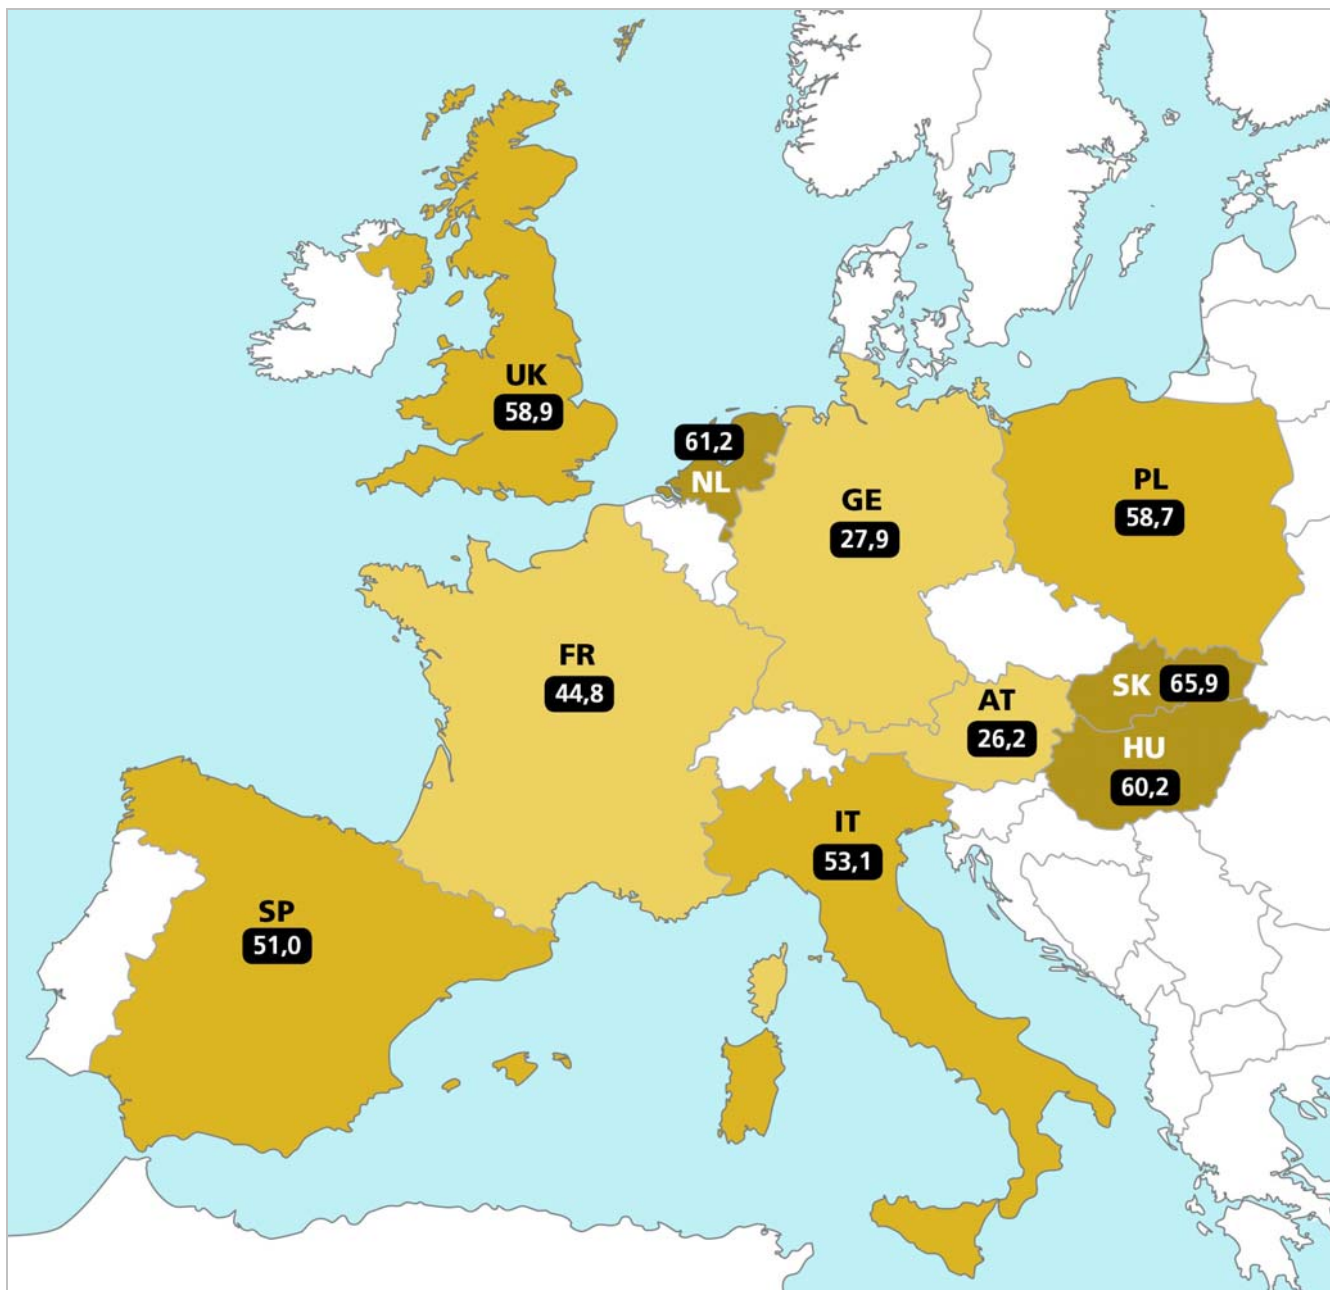 UK
58,9
61,2
NL
GE
27,9
PL
58,7
FR
44,8
SK 65,9
AT
26,2
HU
60,2
IT
53,1
SP
51,0